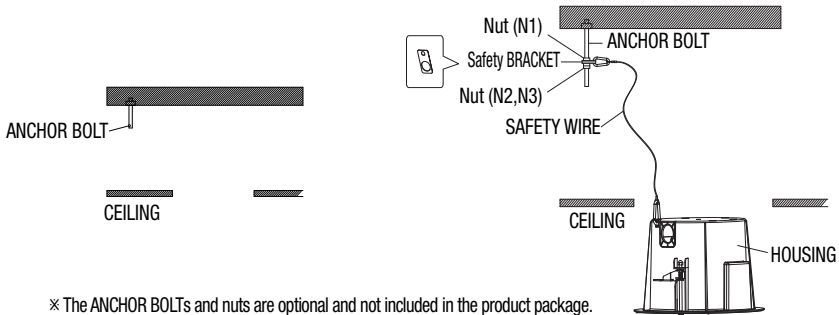 ANCHOR BOLT
CEILING
Nut (N1)
ANCHOR BOLT
Safety BRACKET
Nut (N2,N3)
SAFETY WIRE
CEILING
HOUSING
※ The ANCHOR BOLTs and nuts are optional and not included in the product package.